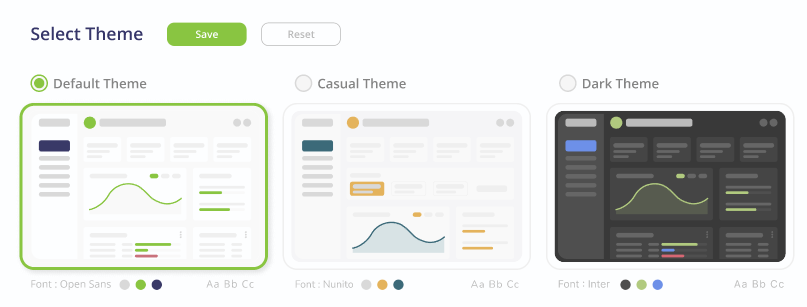 Select Theme Save Reset
Default Theme Casual Theme Dark Theme
Font : Open Sans Aa Bb Cc Font : Nunito Aa Bb Cc Font : Inter Aa Bb Cc